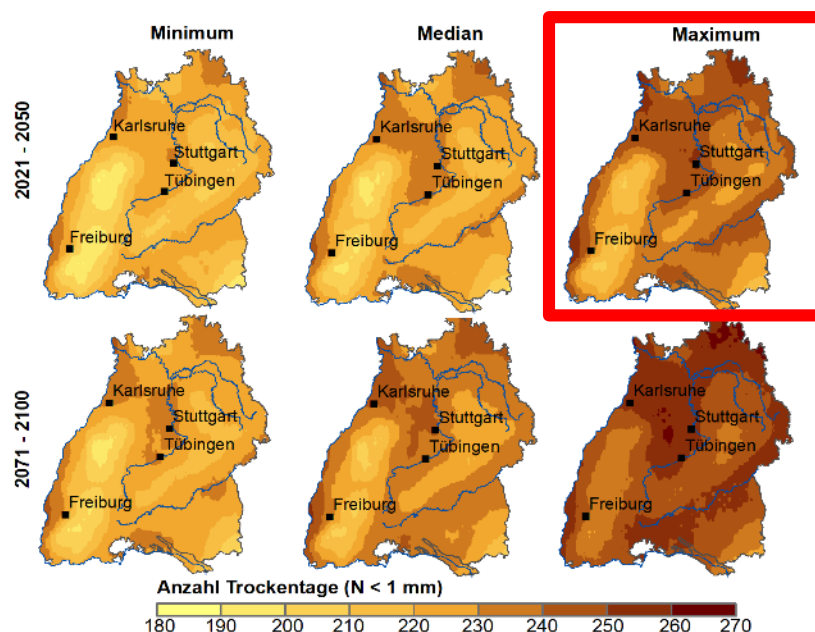 Minimum Median Maximum
2021 - 2050
Karlsruhe
Stuttgart
Tübingen
Freiburg
Karlsruhe
Stuttgart
Tübingen
Freiburg
Karlsruhe
Stuttgart
Tübingen
Freiburg
2071 - 2100
Karlsruhe
Stuttgart
Tübingen
Freiburg
Karlsruhe
Stuttgart
Tübingen
Freiburg
Karlsruhe
Stuttgart
Tübingen
Freiburg
Anzahl Trockentage (N < 1 mm)
180 190 200 210 220 230 240 250 260 270